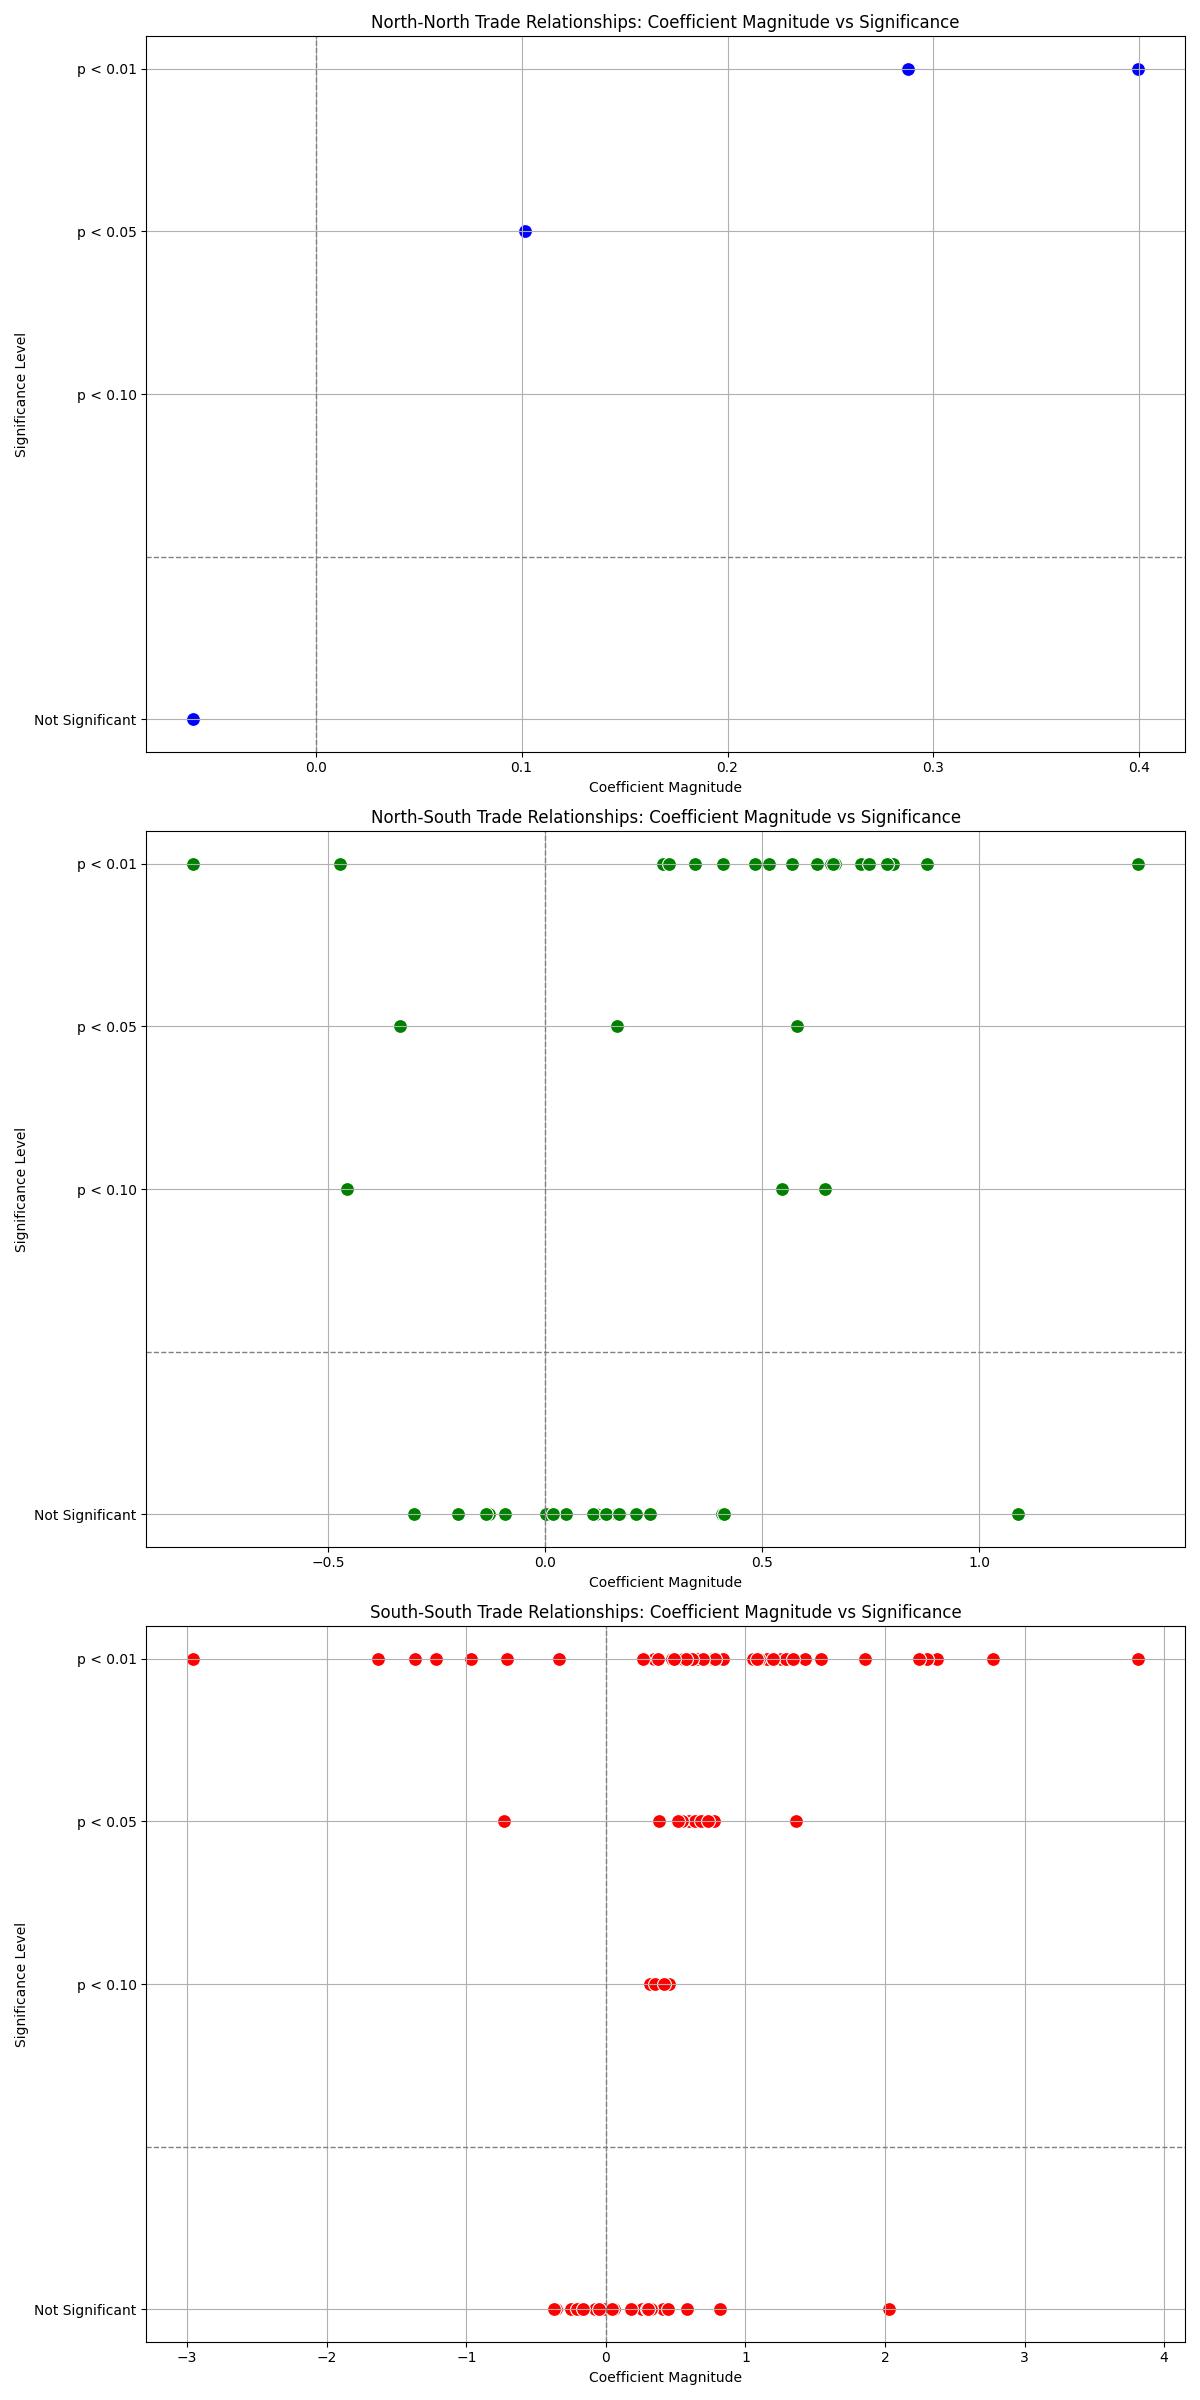 North-North Trade Relationships: Coefficient Magnitude vs Significance
p < 0.01
p < 0.05
p < 0.10
Not Significant
Significance Level
0.0 0.1 0.2 0.3 0.4
Coefficient Magnitude
North-South Trade Relationships: Coefficient Magnitude vs Significance
p < 0.01
p < 0.05
p < 0.10
Not Significant
Significance Level
−0.5 0.0 0.5 1.0
Coefficient Magnitude
South-South Trade Relationships: Coefficient Magnitude vs Significance
p < 0.01
p < 0.05
p < 0.10
Not Significant
Significance Level
−3 −2 −1 0 1 2 3 4
Coefficient Magnitude